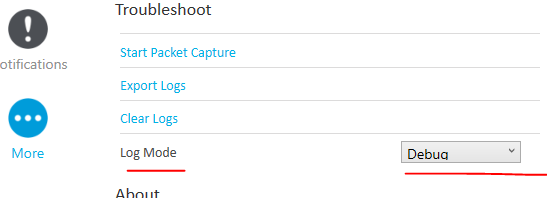 Troubleshoot
otifications
Start Packet Capture
Export Logs
Clear Logs
More
Log Mode
Debug
About